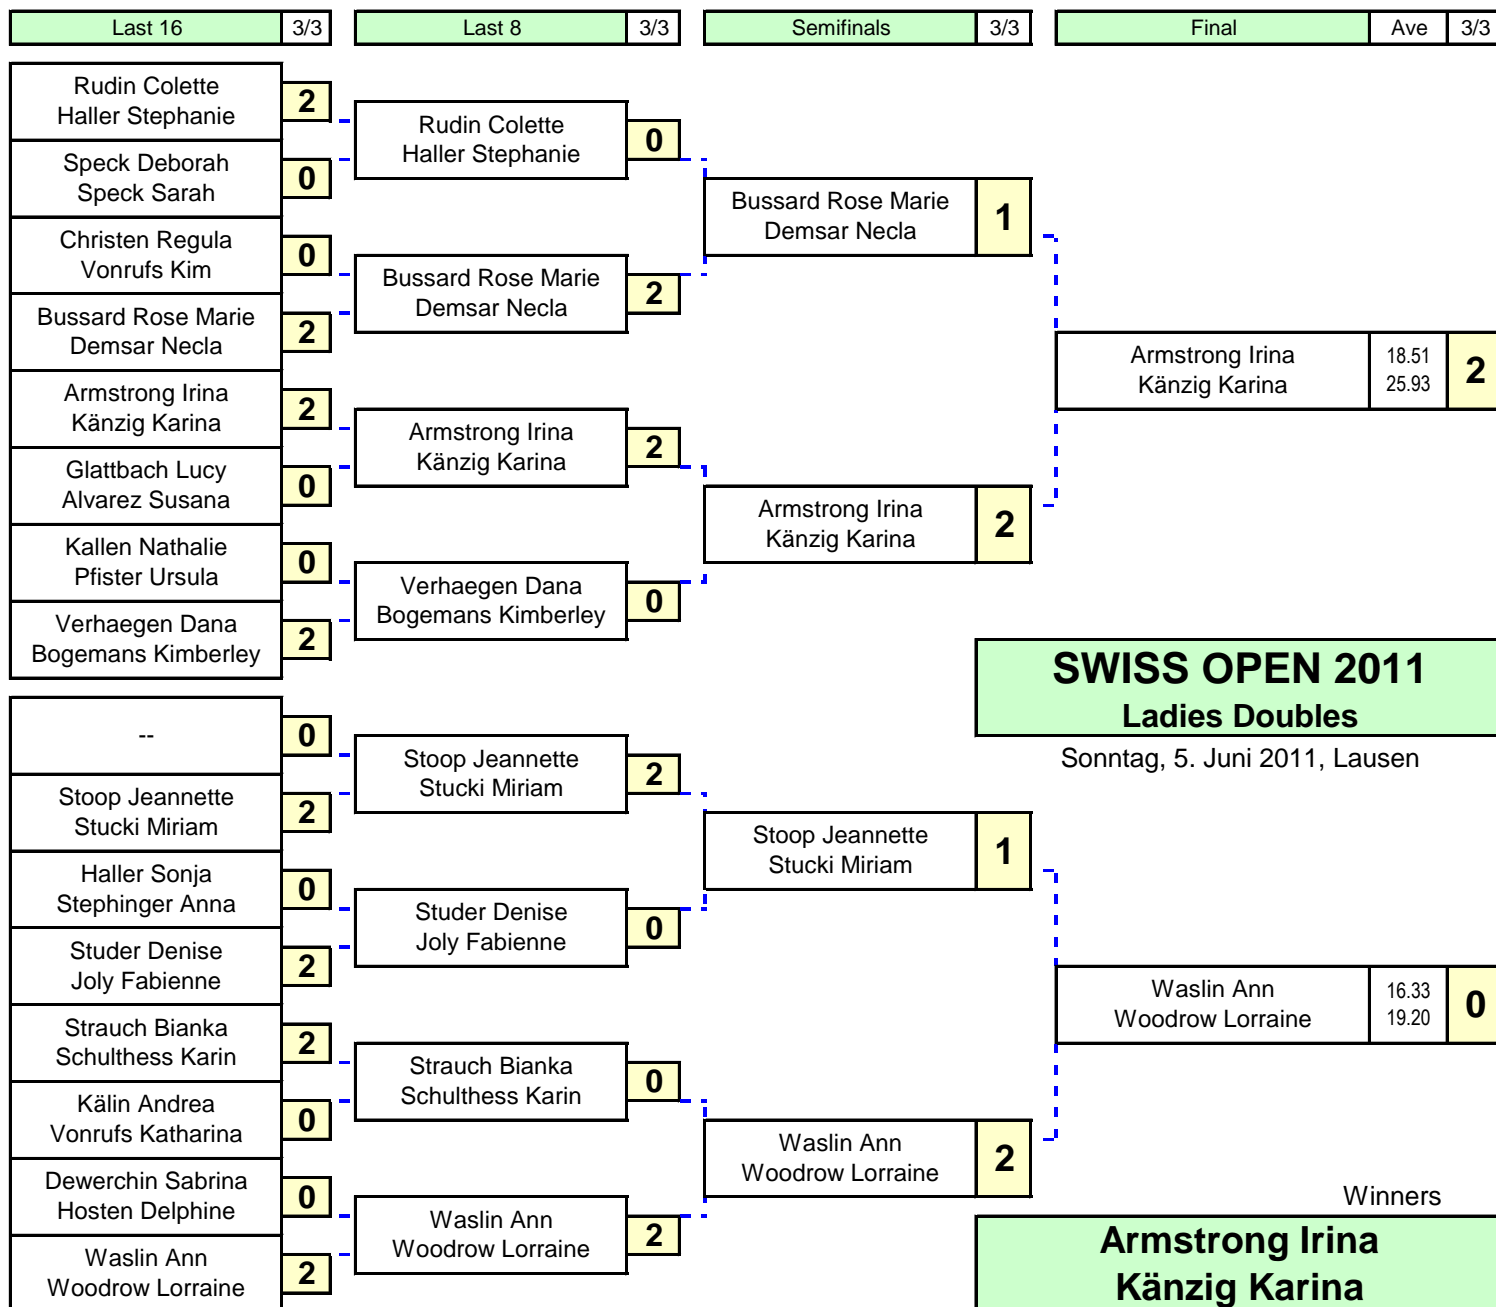 Last 16 3/3 Last 8 3/3 Semifinals 3/3 Final Ave 3/3
Rudin Colette
Haller Stephanie
2
Speck Deborah
Speck Sarah
0
Christen Regula
Vonrufs Kim
0
Bussard Rose Marie
Demsar Necla
2
Armstrong Irina
Känzig Karina
2
Glattbach Lucy
Alvarez Susana
0
Kallen Nathalie
Pfister Ursula
0
Verhaegen Dana
Bogemans Kimberley
2
--
0
Stoop Jeannette
Stucki Miriam
2
Haller Sonja
Stephinger Anna
0
Studer Denise
Joly Fabienne
2
Strauch Bianka
Schulthess Karin
2
Kälin Andrea
Vonrufs Katharina
0
Dewerchin Sabrina
Hosten Delphine
0
Waslin Ann
Woodrow Lorraine
2
Rudin Colette
Haller Stephanie
0
Bussard Rose Marie
Demsar Necla
2
Armstrong Irina
Känzig Karina
2
Verhaegen Dana
Bogemans Kimberley
0
Stoop Jeannette
Stucki Miriam
2
Studer Denise
Joly Fabienne
0
Strauch Bianka
Schulthess Karin
0
Waslin Ann
Woodrow Lorraine
2
Bussard Rose Marie
Demsar Necla
1
Armstrong Irina
Känzig Karina
2
Stoop Jeannette
Stucki Miriam
1
Waslin Ann
Woodrow Lorraine
2
Armstrong Irina 18.51
Känzig Karina 25.93
2
SWISS OPEN 2011
Ladies Doubles
Sonntag, 5. Juni 2011, Lausen
Waslin Ann 16.33
Woodrow Lorraine 19.20
0
Winners
Armstrong Irina
Känzig Karina